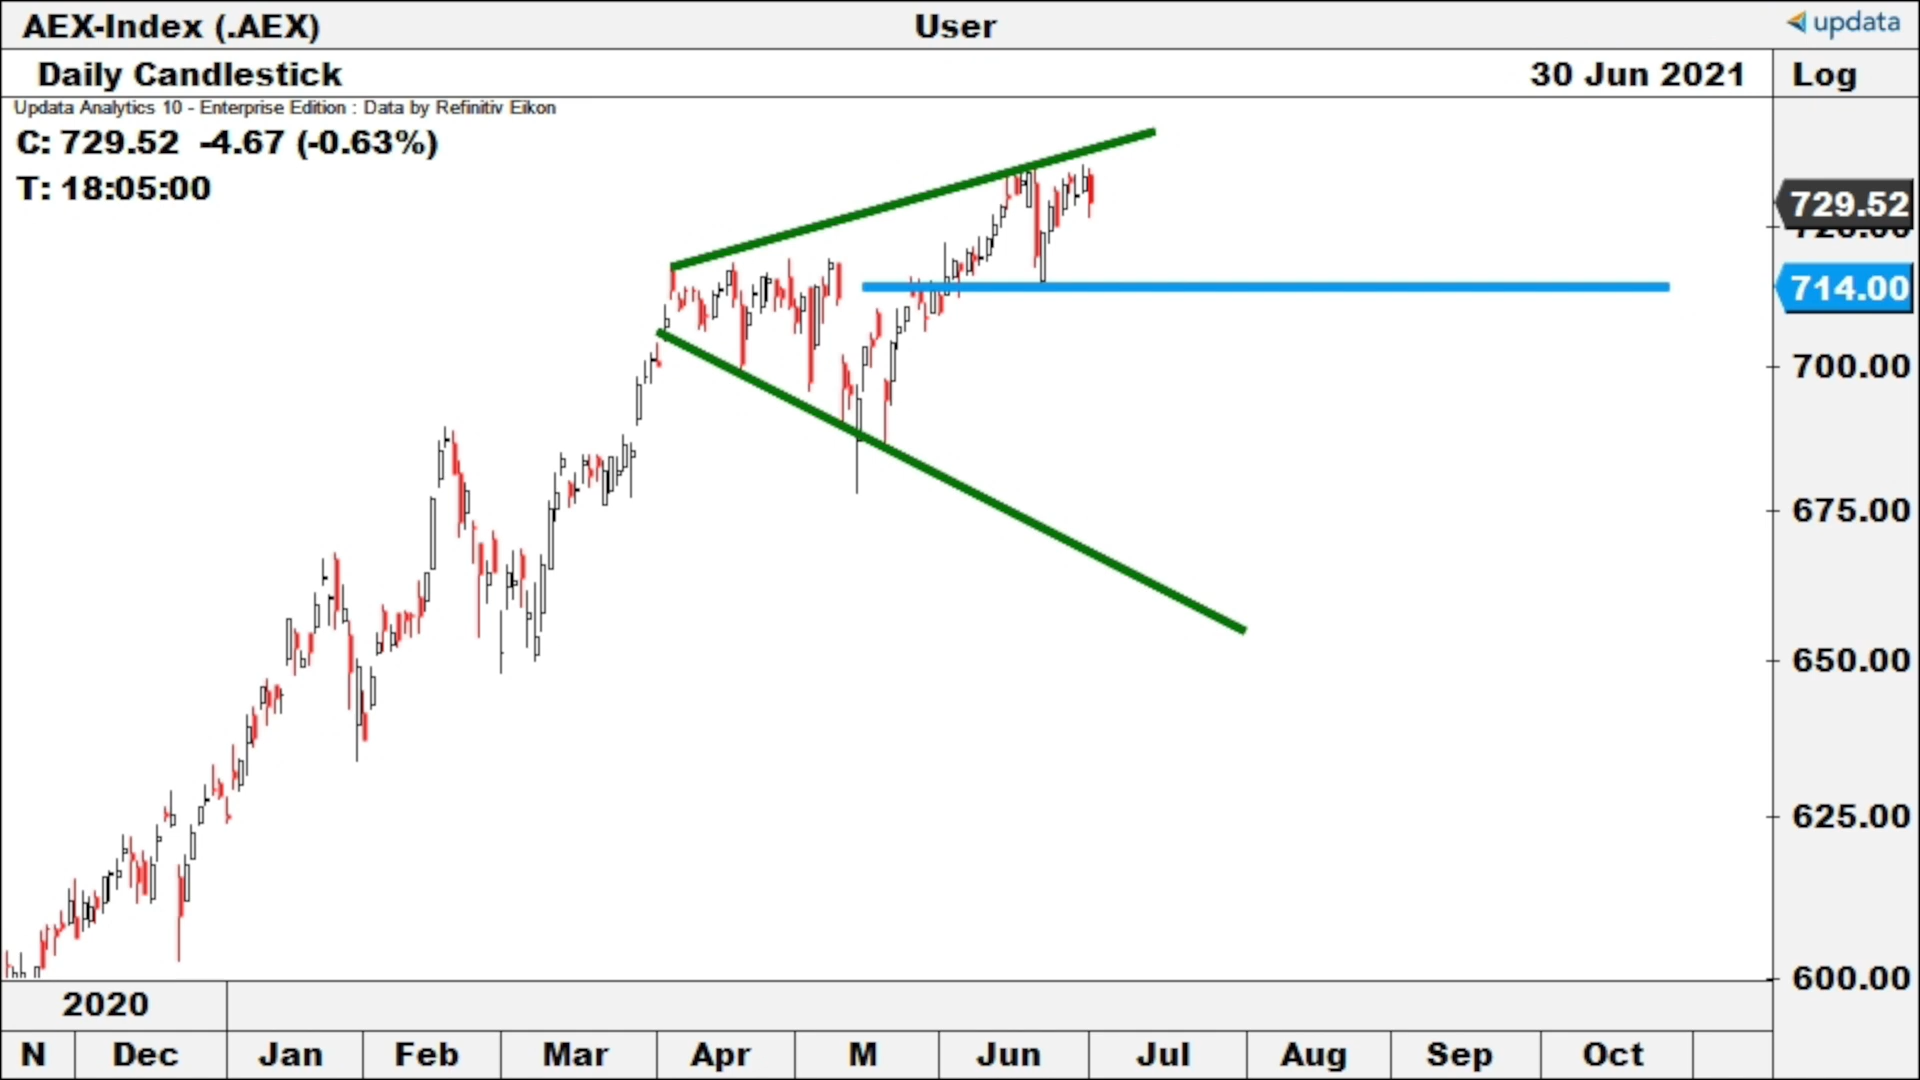 AEX-Index (.AEX) User updata
Daily Candlestick 30 Jun 2021 Log
Updata Analytics 10 - Enterprise Edition : Data by Refinitiv Eikon
C: 729.52 -4.67 (-0.63%)
T: 18:05:00
729.52
714.00
700.00
675.00
650.00
625.00
600.00
2020
N Dec Jan Feb Mar Apr M Jun Jul Aug Sep Oct